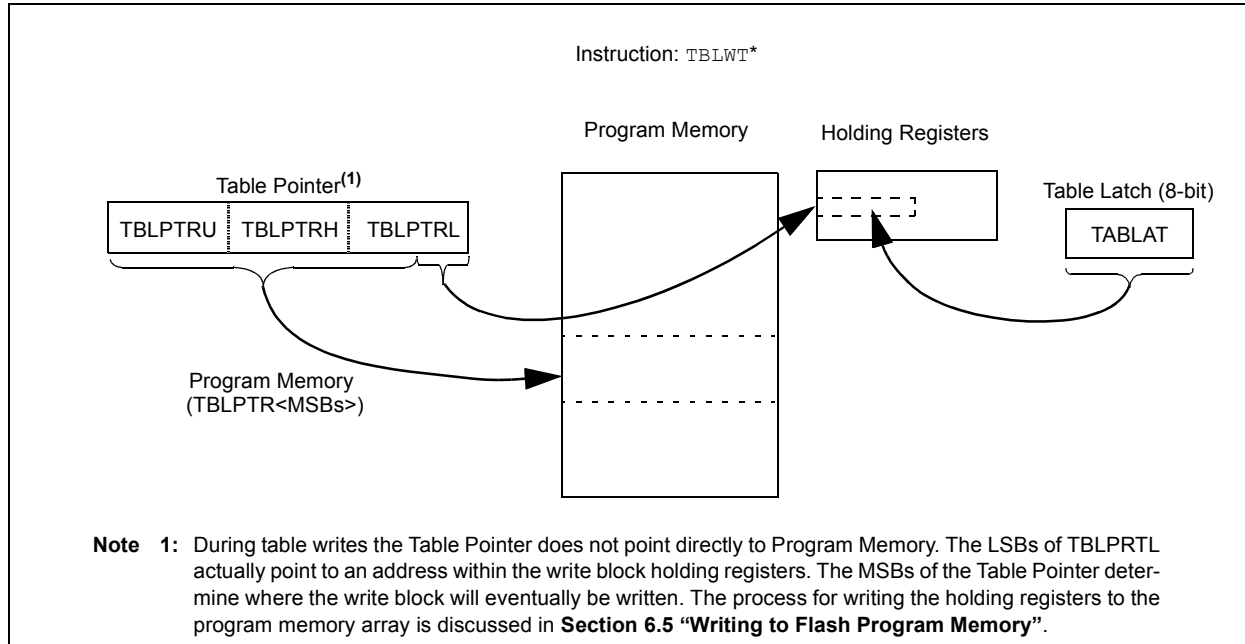 Instruction: TBLWT*
Program Memory
Holding Registers
Table Pointer(1)
Table Latch (8-bit)
TBLPTRU
TBLPTRH
TBLPTRL
TABLAT
Program Memory
(TBLPTR<MSBs>)
Note 1: During table writes the Table Pointer does not point directly to Program Memory. The LSBs of TBLPRTL
actually point to an address within the write block holding registers. The MSBs of the Table Pointer deter-
mine where the write block will eventually be written. The process for writing the holding registers to the
program memory array is discussed in Section 6.5 “Writing to Flash Program Memory”.